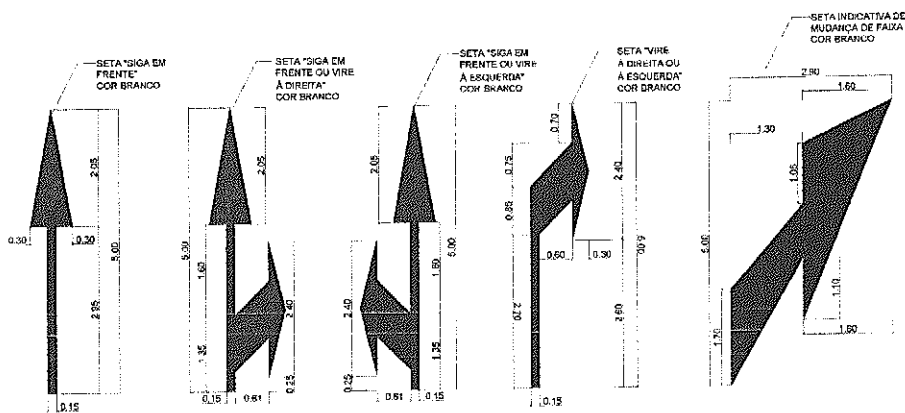 SETA "SIGA EM
FRENTE"
COR BRANCO
2.05
5.00
0.30
0.30
2.95
0.15
SETA "SIGA EM
FRENTE OU VIRE
À DIREITA"
COR BRANCO
2.05
5.00
1.60
2.40
1.35
0.25
0.15
0.61
SETA "SIGA EM
FRENTE OU VIRE
À ESQUERDA"
COR BRANCO
2.05
5.00
1.60
2.40
1.35
0.25
0.61
0.15
SETA "VIRE
À DIREITA OU
À ESQUERDA"
COR BRANCO
0.70
0.75
2.40
0.85
5.00
0.60
0.30
2.20
2.60
0.15
SETA INDICATIVA DE
MUDANÇA DE FAIXA
COR BRANCO
1.60
1.30
5.00
1.10
1.70
1.60